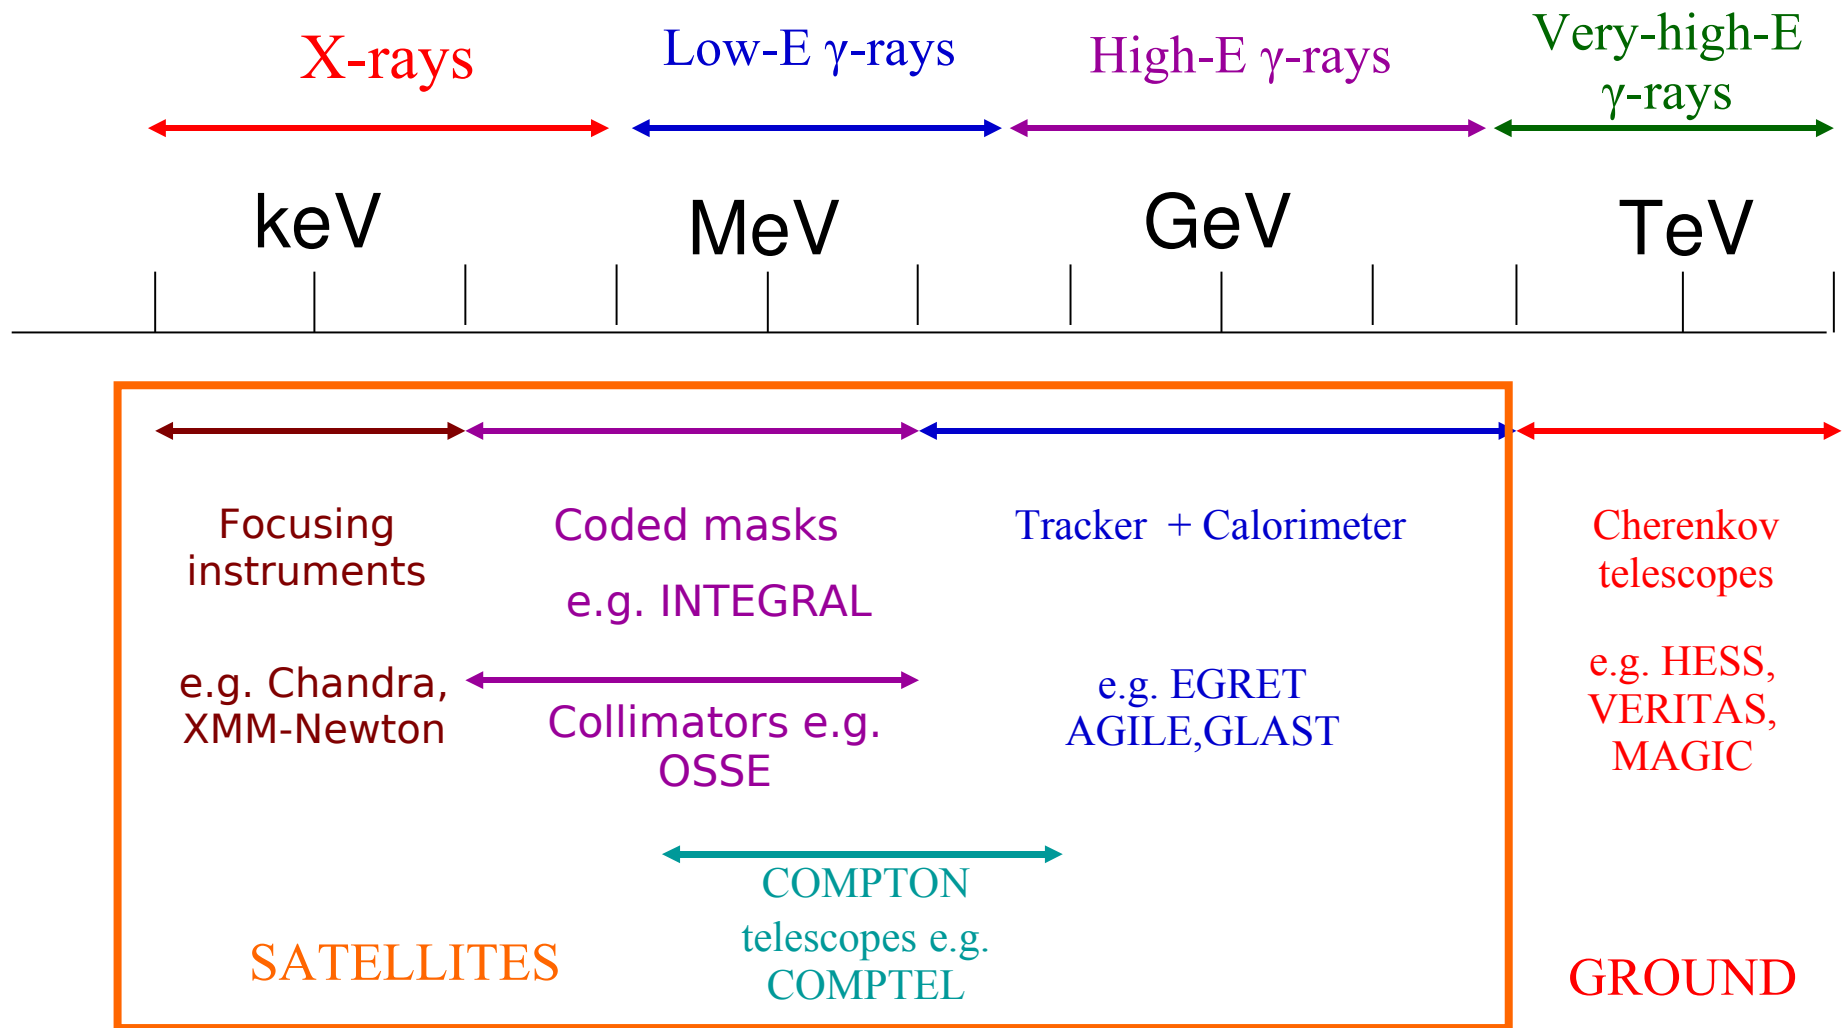 X-rays
Low-E γ-rays
High-E γ-rays
Very-high-E
γ-rays
keV
MeV
GeV
TeV
Focusing
instruments
e.g. Chandra,
XMM-Newton
Coded masks
e.g. INTEGRAL
Collimators e.g.
OSSE
Tracker + Calorimeter
e.g. EGRET
AGILE,GLAST
Cherenkov
telescopes
e.g. HESS,
VERITAS,
MAGIC
COMPTON
telescopes e.g.
COMPTEL
SATELLITES
GROUND